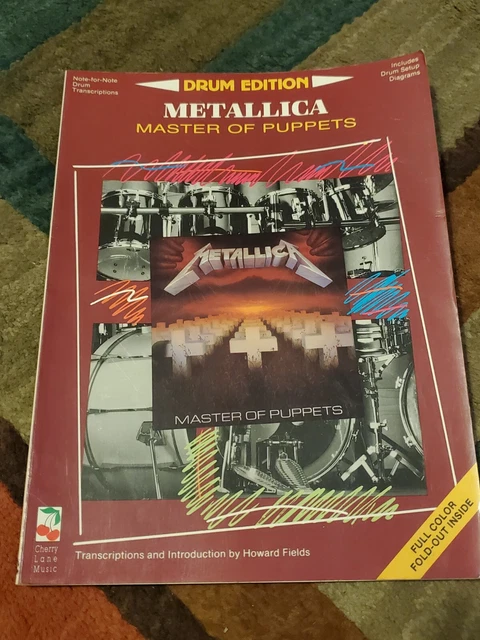 Note-for-Note
Drum
Transcriptions
DRUM EDITION
Includes
Drum Setup
Diagrams
METALLICA
MASTER OF PUPPETS
METALLICA
MASTER OF PUPPETS
Cherry
Lane
Music
Transcriptions and Introduction by Howard Fields
FULL COLOR
FOLD-OUT INSIDE